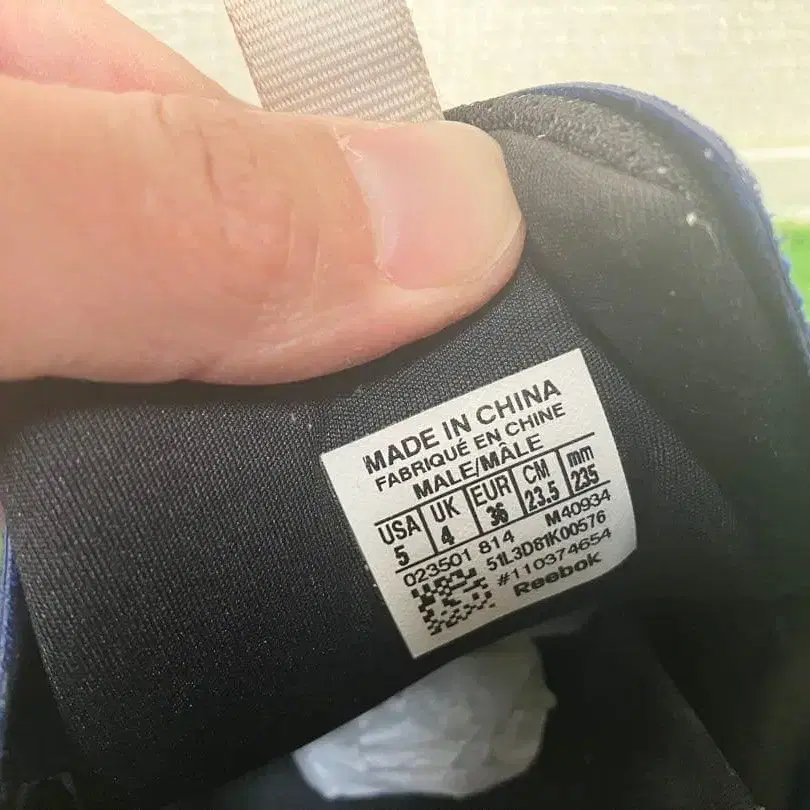 MADE IN CHINA
FABRIQUÉ EN CHINE
MALE/MÂLE
USA UK EUR CM mm
5 4 36 23.5 235
023501 814 M40934
51L3D81K00576
#110374654
Reebok